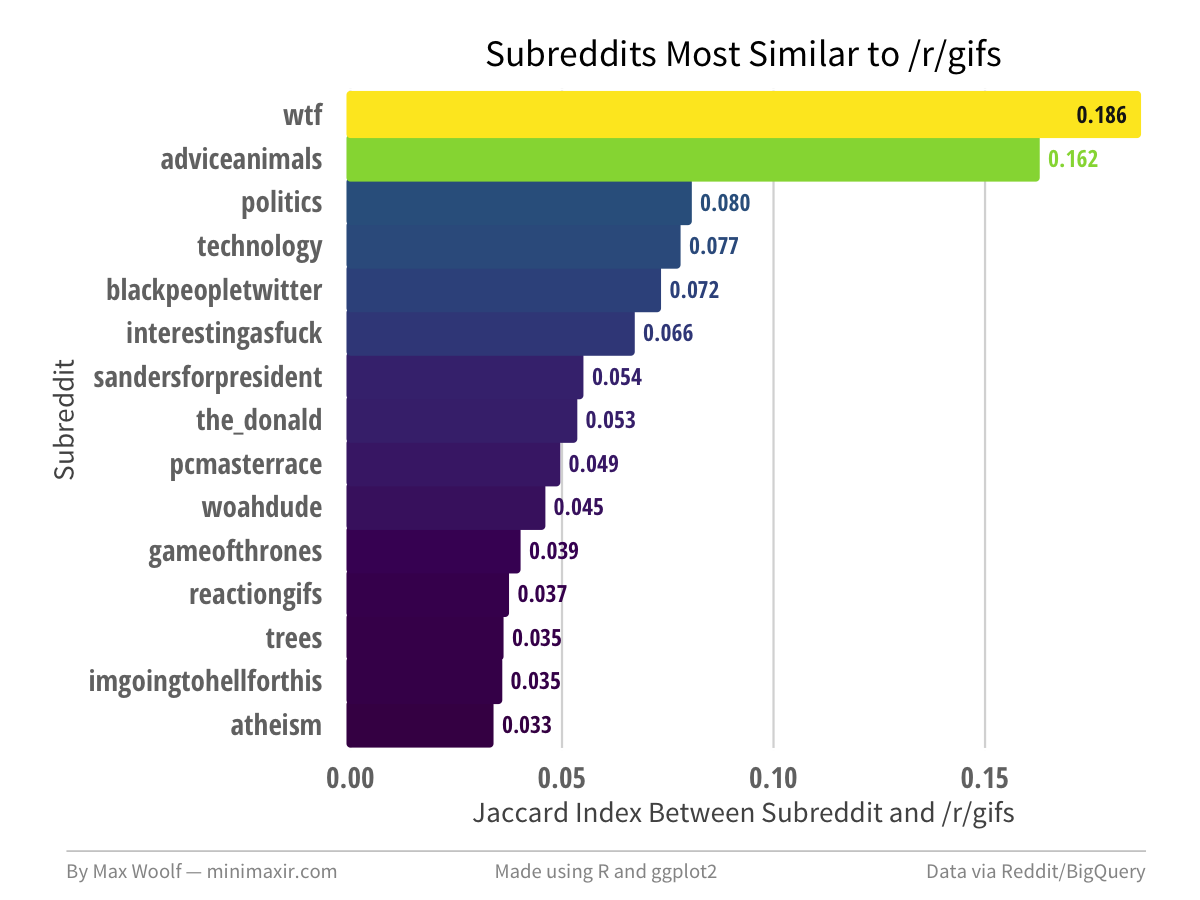 Subreddits Most Similar to /r/gifs
wtf 0.186
adviceanimals 0.162
politics 0.080
technology 0.077
blackpeopletwitter 0.072
interestingasfuck 0.066
sandersforpresident 0.054
the_donald 0.053
pcmasterrace 0.049
woahdude 0.045
gameofthrones 0.039
reactiongifs 0.037
trees 0.035
imgoingtohellforthis 0.035
atheism 0.033
Subreddit
0.00 0.05 0.10 0.15
Jaccard Index Between Subreddit and /r/gifs
By Max Woolf — minimaxir.com Made using R and ggplot2 Data via Reddit/BigQuery